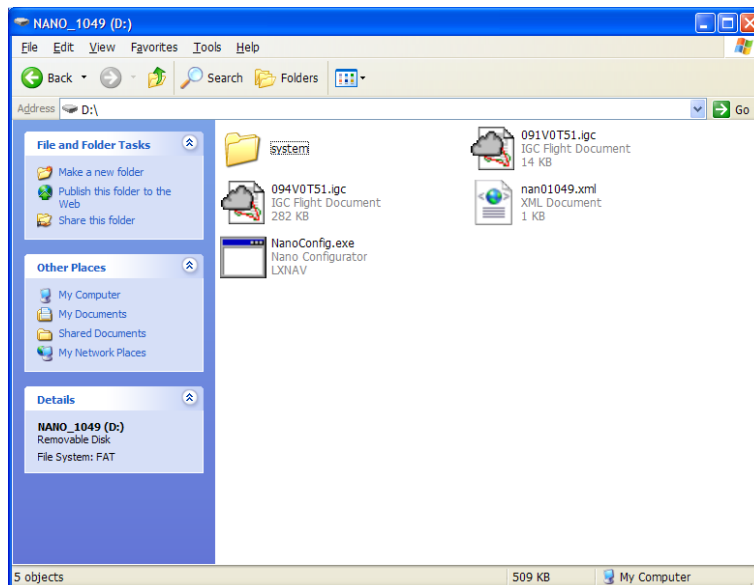 NANO_1049 (D:)
File Edit View Favorites Tools Help
Back Search Folders
Address D:\ Go
File and Folder Tasks
Make a new folder
Publish this folder to the
Web
Share this folder
Other Places
My Computer
My Documents
Shared Documents
My Network Places
Details
NANO_1049 (D:)
Removable Disk
File System: FAT
system
091V0T51.igc
IGC Flight Document
14 KB
094V0T51.igc
IGC Flight Document
282 KB
nan01049.xml
XML Document
1 KB
NanoConfig.exe
Nano Configurator
LXNAV
5 objects 509 KB My Computer